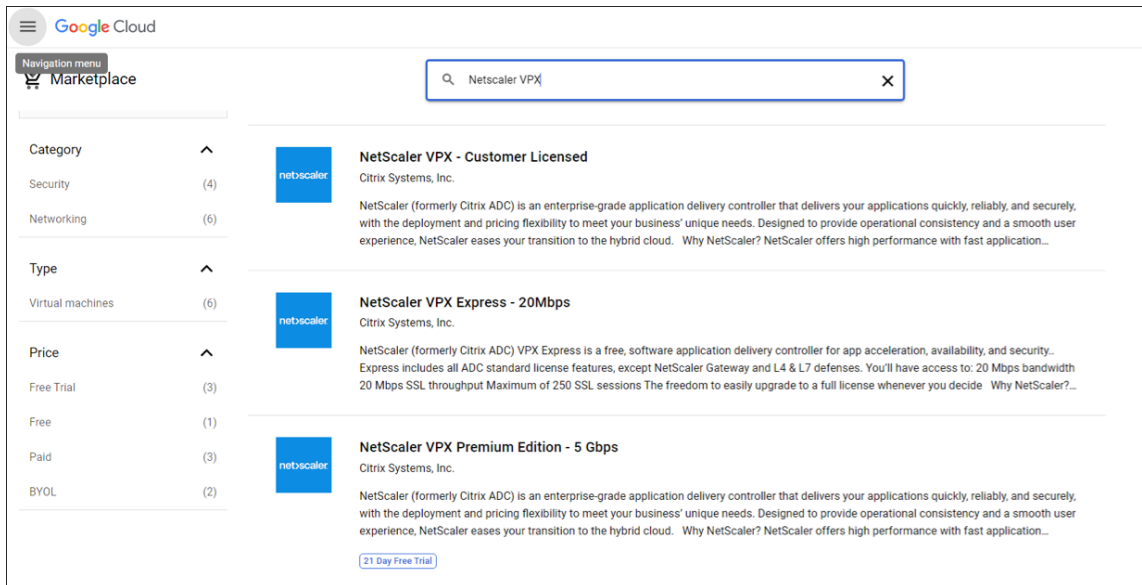 Google Cloud
Navigation menu
Marketplace
Netscaler VPX
Category
Security (4)
Networking (6)
Type
Virtual machines (6)
Price
Free Trial (3)
Free (1)
Paid (3)
BYOL (2)
netscaler
NetScaler VPX - Customer Licensed
Citrix Systems, Inc.
NetScaler (formerly Citrix ADC) is an enterprise-grade application delivery controller that delivers your applications quickly, reliably, and securely,
with the deployment and pricing flexibility to meet your business' unique needs. Designed to provide operational consistency and a smooth user
experience, NetScaler eases your transition to the hybrid cloud. Why NetScaler? NetScaler offers high performance with fast application...
netscaler
NetScaler VPX Express - 20Mbps
Citrix Systems, Inc.
NetScaler (formerly Citrix ADC) VPX Express is a free, software application delivery controller for app acceleration, availability, and security..
Express includes all ADC standard license features, except NetScaler Gateway and L4 & L7 defenses. You'll have access to: 20 Mbps bandwidth
20 Mbps SSL throughput Maximum of 250 SSL sessions The freedom to easily upgrade to a full license whenever you decide Why NetScaler?...
netscaler
NetScaler VPX Premium Edition - 5 Gbps
Citrix Systems, Inc.
NetScaler (formerly Citrix ADC) is an enterprise-grade application delivery controller that delivers your applications quickly, reliably, and securely,
with the deployment and pricing flexibility to meet your business' unique needs. Designed to provide operational consistency and a smooth user
experience, NetScaler eases your transition to the hybrid cloud. Why NetScaler? NetScaler offers high performance with fast application...
21 Day Free Trial